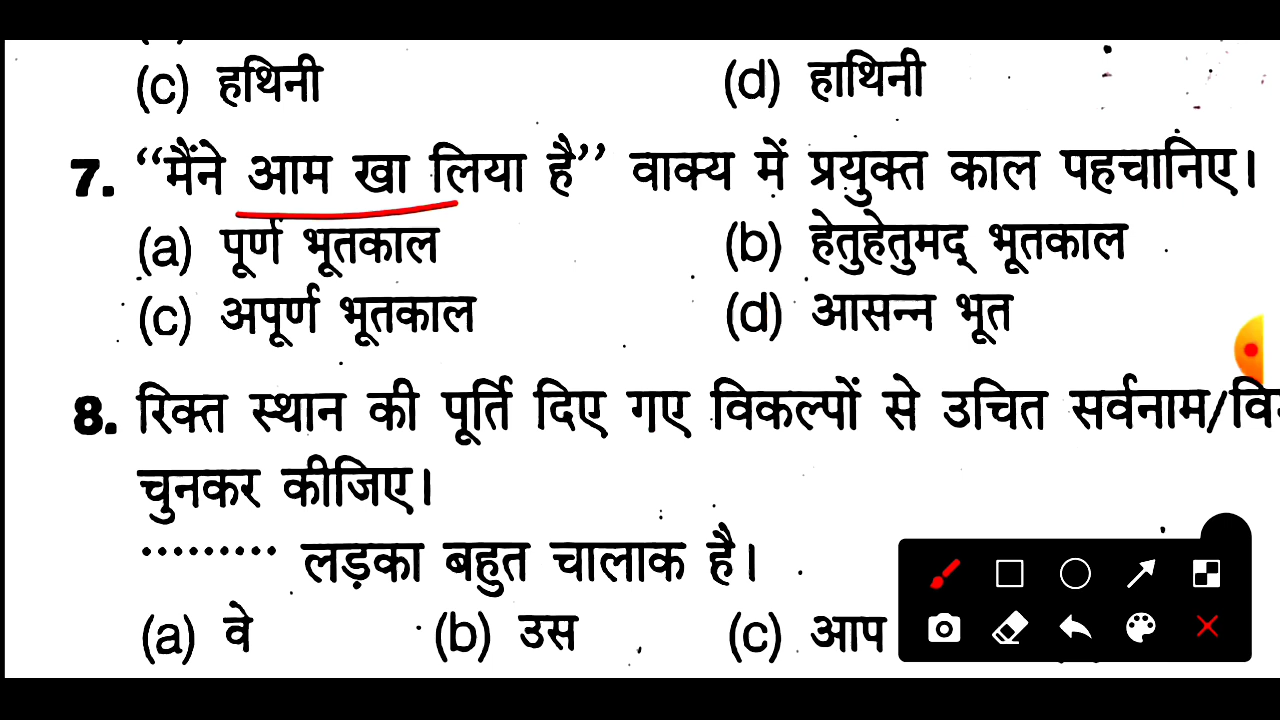 (c) हथिनी (d) हाथिनी
7. “मैंने आम खा लिया है” वाक्य में प्रयुक्त काल पहचानिए।
(a) पूर्ण भूतकाल (b) हेतुहेतुमद् भूतकाल
(c) अपूर्ण भूतकाल (d) आसन्न भूत
8. रिक्त स्थान की पूर्ति दिए गए विकल्पों से उचित सर्वनाम/
चुनकर कीजिए।
......... लड़का बहुत चालाक है।
(a) वे (b) उस (c) आप